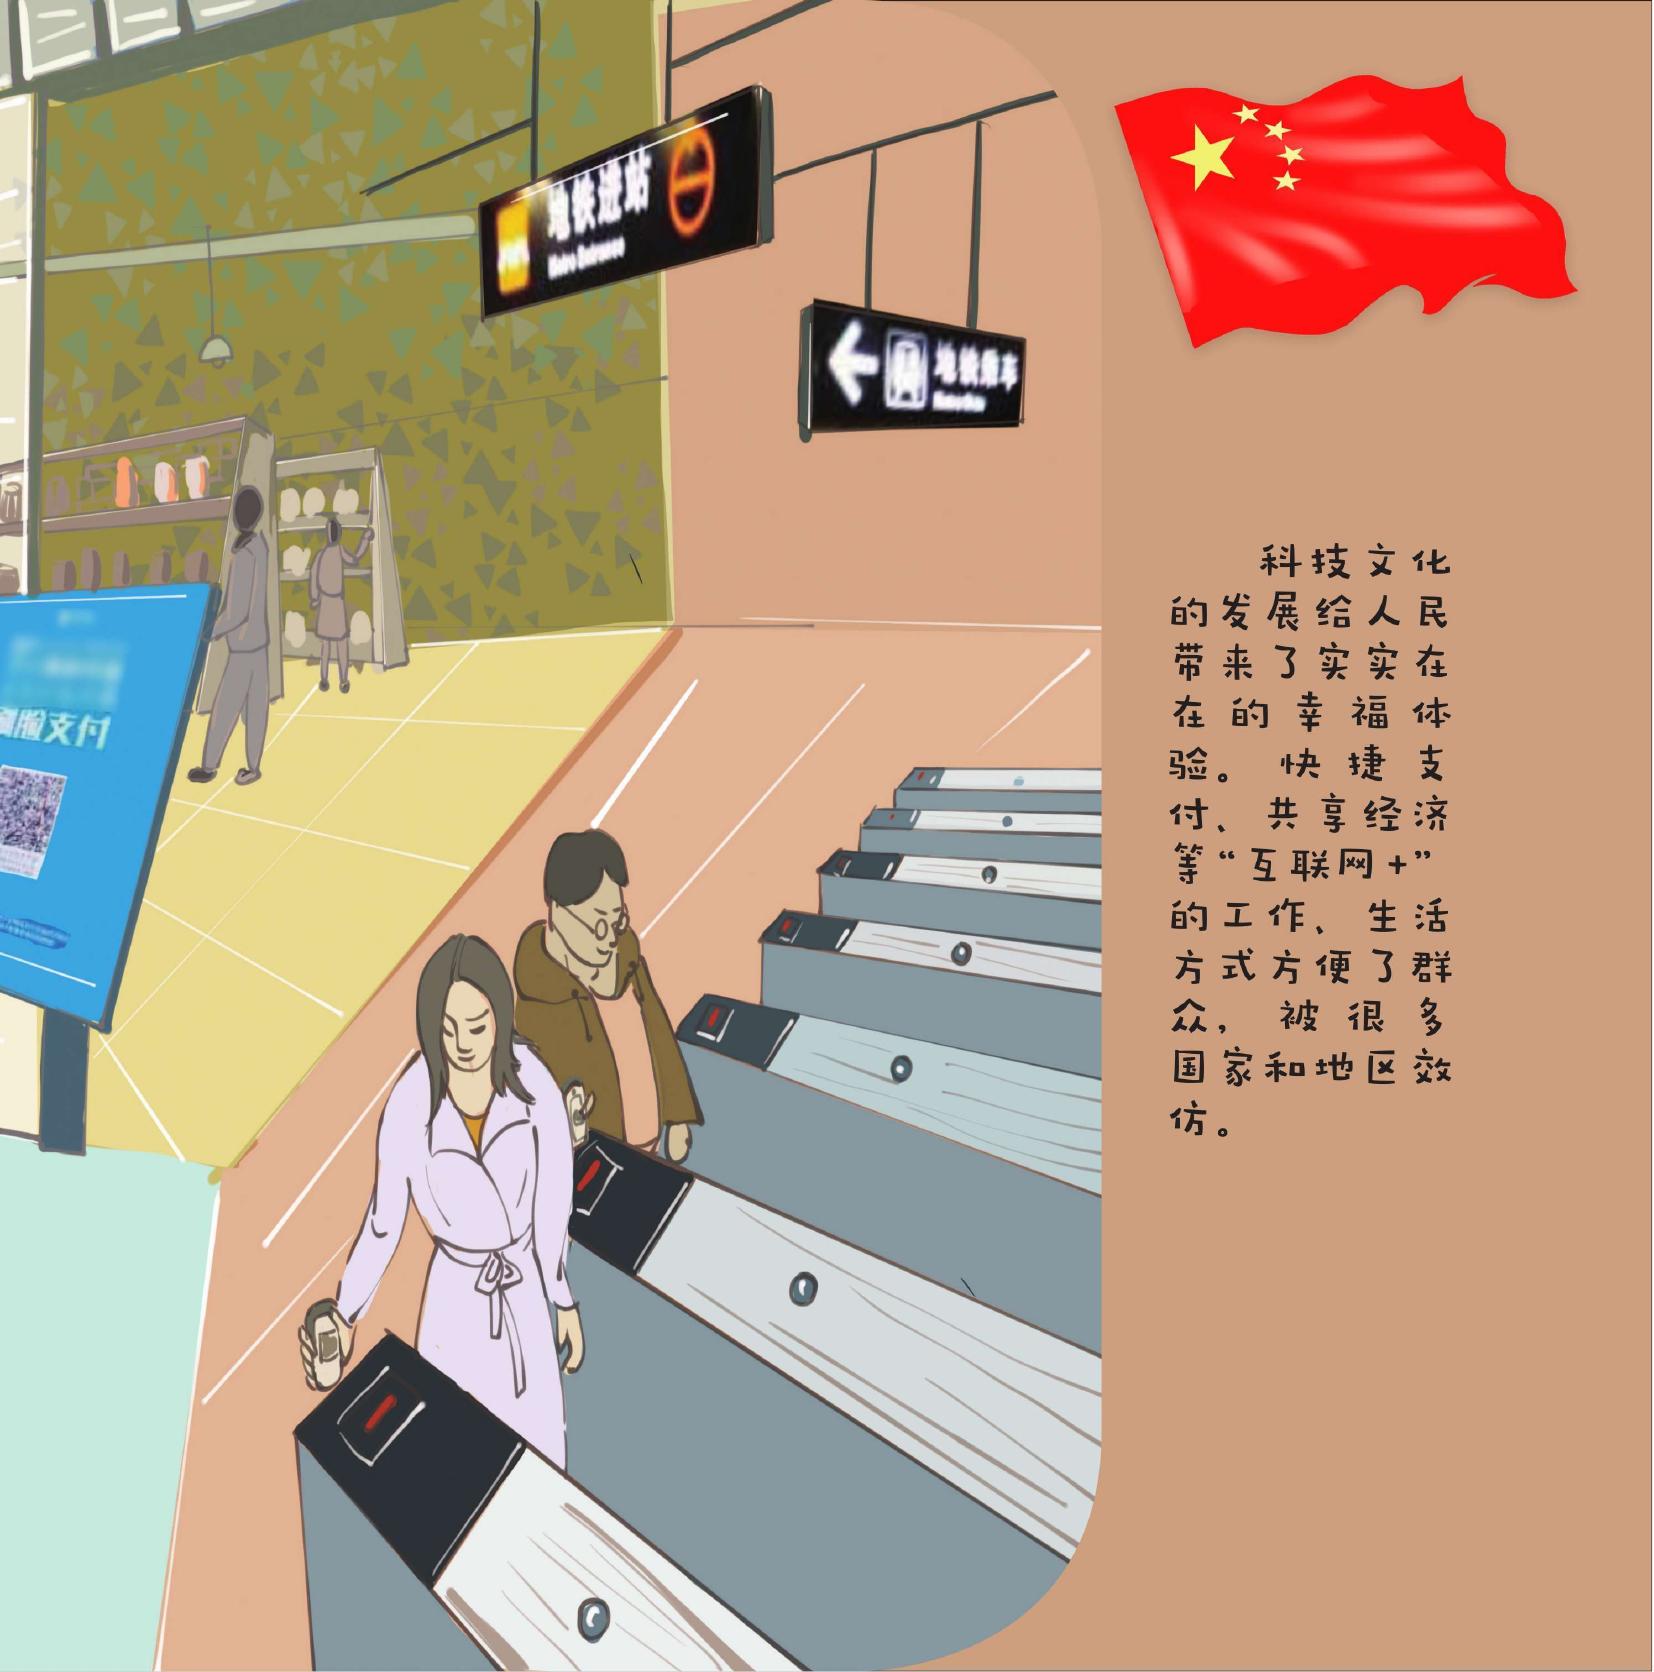 地铁进站
Metro Entrance
地铁乘车
刷脸支付
科技文化
的发展给人民
带来了实实在
在的幸福体
验。快捷支
付、共享经济
等“互联网+”
的工作、生活
方式方便了群
众，被很多
国家和地区效
仿。